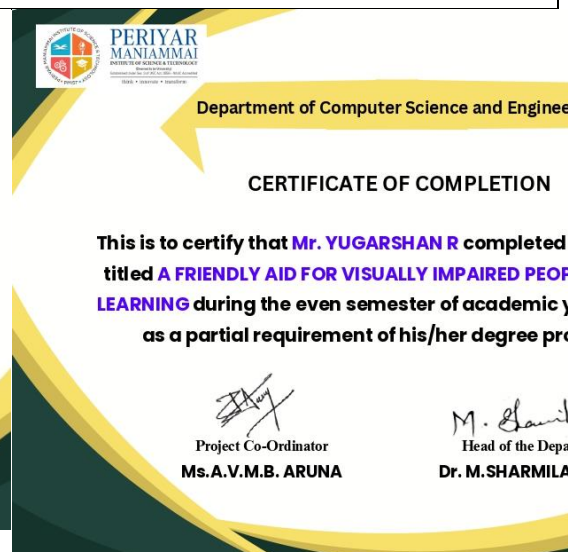 PERIYAR
MANIAMMAI
INSTITUTE OF SCIENCE & TECHNOLOGY
Department of Computer Science and Enginee
CERTIFICATE OF COMPLETION
This is to certify that Mr. YUGARSHAN R completed
titled A FRIENDLY AID FOR VISUALLY IMPAIRED PEOP
LEARNING during the even semester of academic y
as a partial requirement of his/her degree pro
Project Co-Ordinator
Head of the Depa
Ms.A.V.M.B. ARUNA
Dr. M.SHARMILA